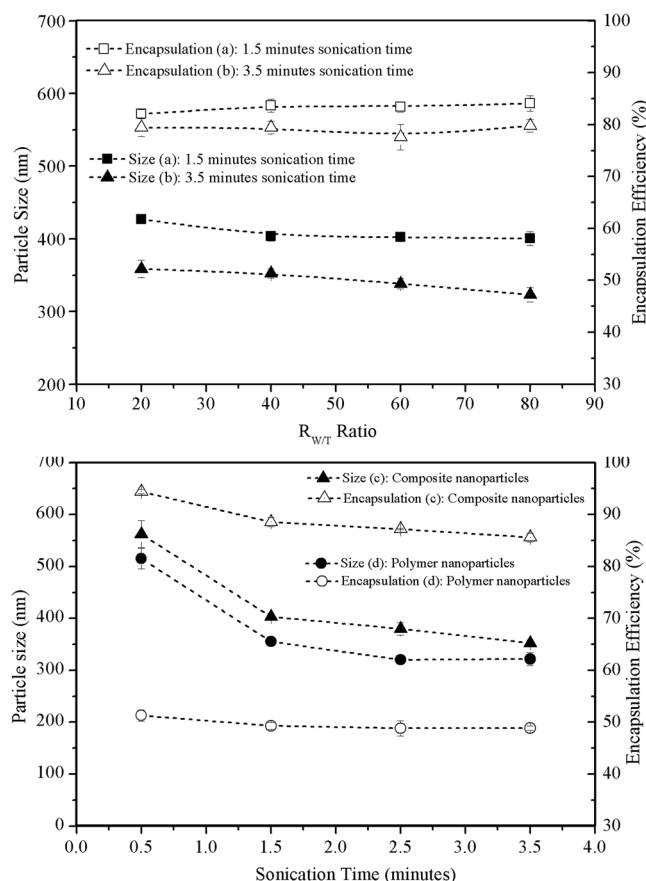 700
600
500
400
300
200
Particle Size (nm)
Encapsulation (a): 1.5 minutes sonication time
Encapsulation (b): 3.5 minutes sonication time
Size (a): 1.5 minutes sonication time
Size (b): 3.5 minutes sonication time
100
90
80
70
60
50
40
30
Encapsulation Efficiency (%)
10 20 30 40 50 60 70 80 90
R W/T Ratio
700
600
500
400
300
200
100
0
Particle size (nm)
Size (c): Composite nanoparticles
Encapsulation (c): Composite nanoparticles
Size (d): Polymer nanoparticles
Encapsulation (d): Polymer nanoparticles
100
90
80
70
60
50
40
30
Encapsulation Efficiency (%)
0.0 0.5 1.5 1.5 2.0 2.5 3.0 3.5 4.0
Sonication Time (minutes)